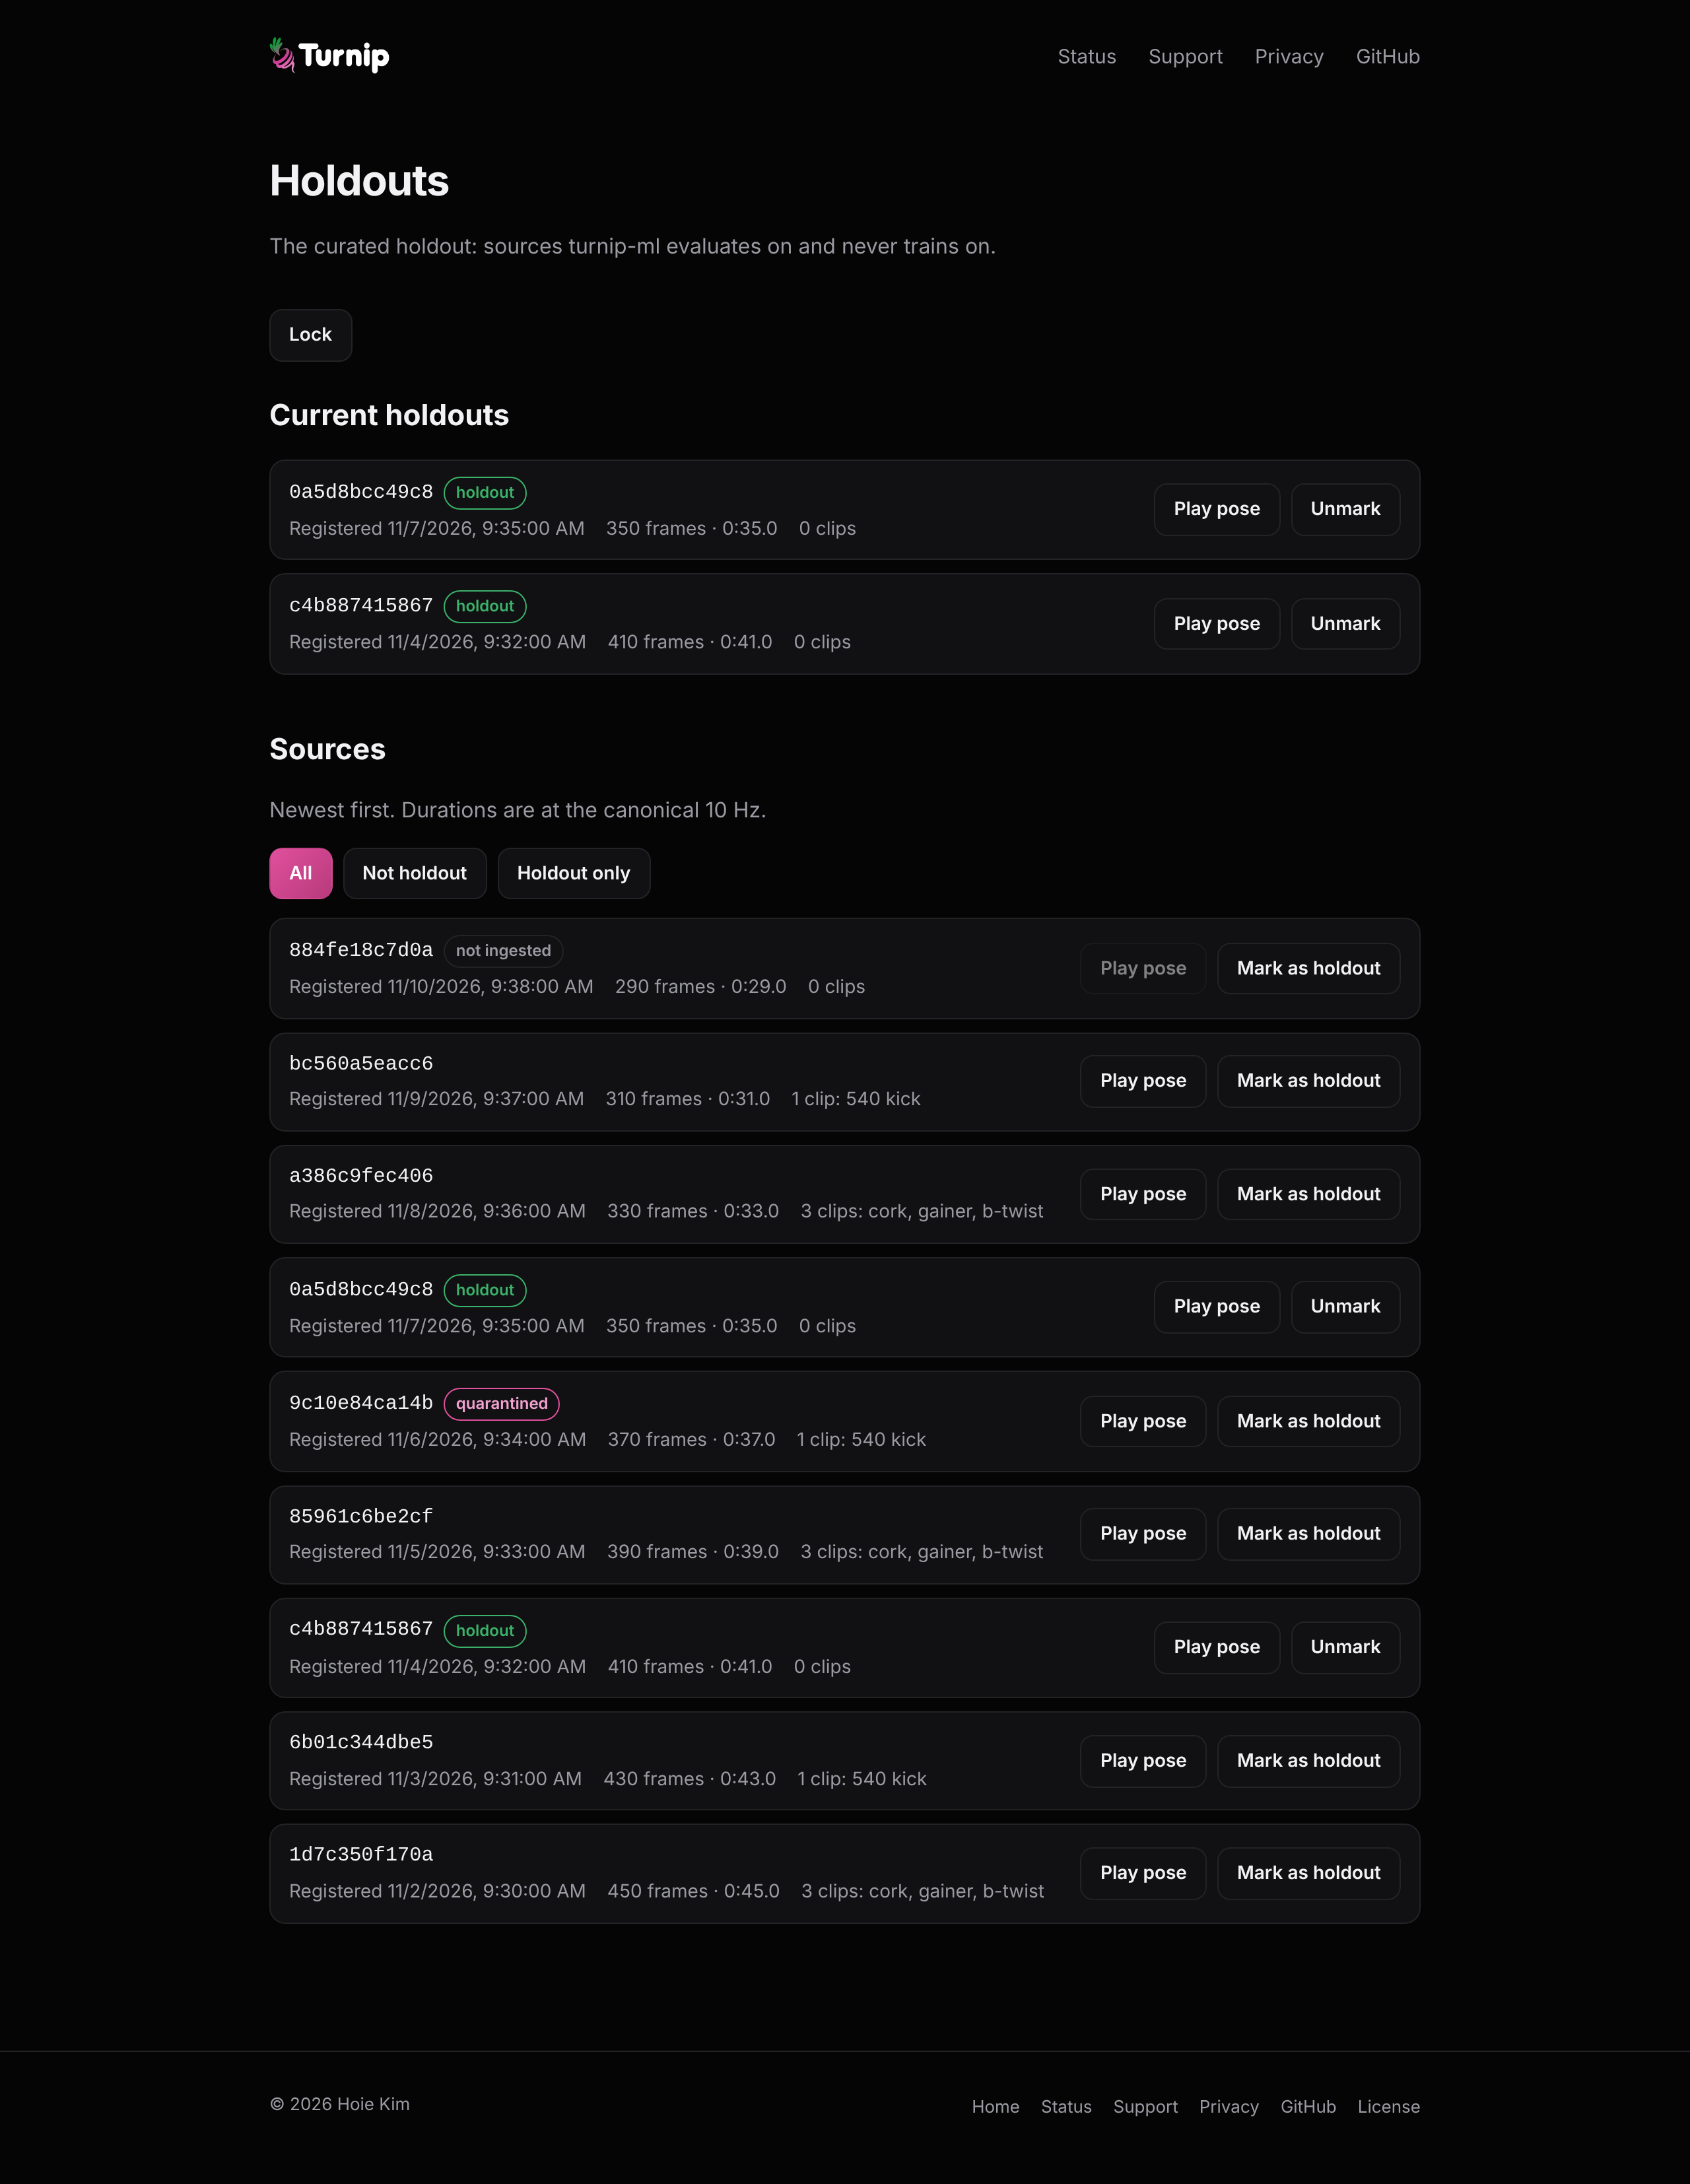 Turnip
Status Support Privacy GitHub
Holdouts
The curated holdout: sources turnip-ml evaluates on and never trains on.
Lock
Current holdouts
0a5d8bcc49c8 holdout
Registered 11/7/2026, 9:35:00 AM 350 frames · 0:35.0 0 clips
Play pose Unmark
c4b887415867 holdout
Registered 11/4/2026, 9:32:00 AM 410 frames · 0:41.0 0 clips
Play pose Unmark
Sources
Newest first. Durations are at the canonical 10 Hz.
All Not holdout Holdout only
884fe18c7d0a not ingested
Registered 11/10/2026, 9:38:00 AM 290 frames · 0:29.0 0 clips
Play pose Mark as holdout
bc560a5eacc6
Registered 11/9/2026, 9:37:00 AM 310 frames · 0:31.0 1 clip: 540 kick
Play pose Mark as holdout
a386c9fec406
Registered 11/8/2026, 9:36:00 AM 330 frames · 0:33.0 3 clips: cork, gainer, b-twist
Play pose Mark as holdout
0a5d8bcc49c8 holdout
Registered 11/7/2026, 9:35:00 AM 350 frames · 0:35.0 0 clips
Play pose Unmark
9c10e84ca14b quarantined
Registered 11/6/2026, 9:34:00 AM 370 frames · 0:37.0 1 clip: 540 kick
Play pose Mark as holdout
85961c6be2cf
Registered 11/5/2026, 9:33:00 AM 390 frames · 0:39.0 3 clips: cork, gainer, b-twist
Play pose Mark as holdout
c4b887415867 holdout
Registered 11/4/2026, 9:32:00 AM 410 frames · 0:41.0 0 clips
Play pose Unmark
6b01c344dbe5
Registered 11/3/2026, 9:31:00 AM 430 frames · 0:43.0 1 clip: 540 kick
Play pose Mark as holdout
1d7c350f170a
Registered 11/2/2026, 9:30:00 AM 450 frames · 0:45.0 3 clips: cork, gainer, b-twist
Play pose Mark as holdout
© 2026 Hoie Kim
Home Status Support Privacy GitHub License